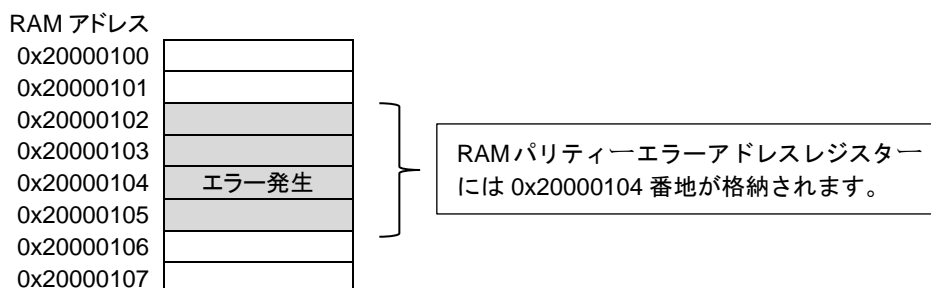 RAM アドレス
0x20000100
0x20000101
0x20000102
0x20000103
0x20000104 エラー発生
0x20000105
0x20000106
0x20000107
RAMパリティーエラーアドレスレジスター
には 0x20000104 番地が格納されます。